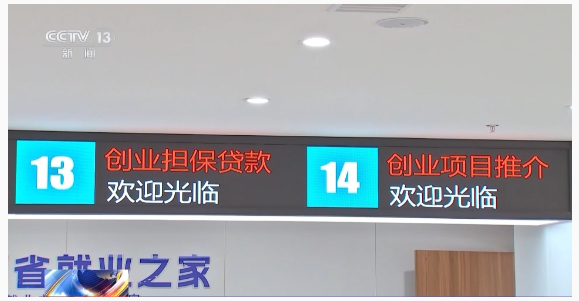 CCTV 13
新闻
13
创业担保贷款
欢迎光临
14
创业项目推介
欢迎光临
省就业之家